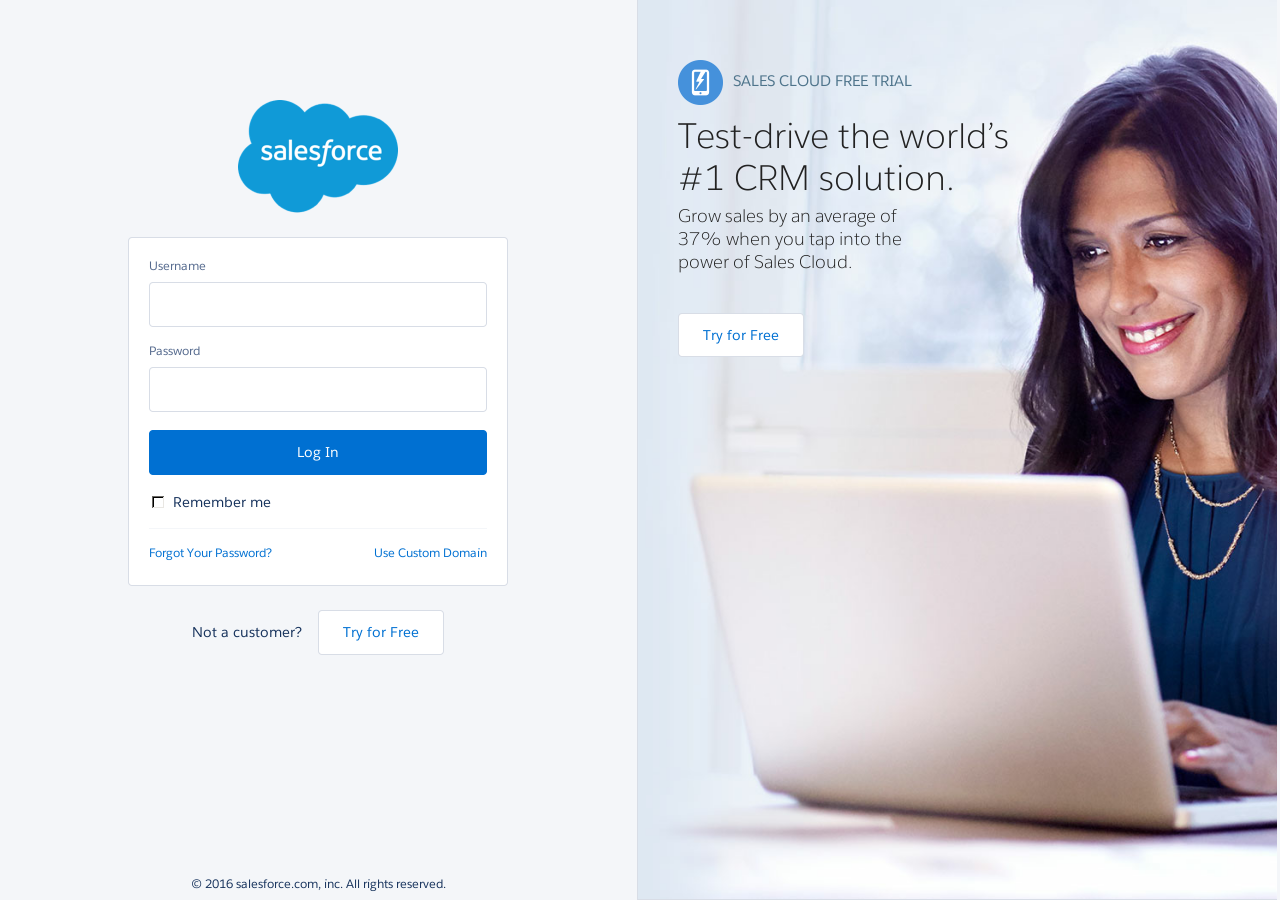 salesforce
Username
Password
Log In
Remember me
Forgot Your Password?
Use Custom Domain
Not a customer?
Try for Free
© 2016 salesforce.com, inc. All rights reserved.
SALES CLOUD FREE TRIAL
Test-drive the world’s
#1 CRM solution.
Grow sales by an average of
37% when you tap into the
power of Sales Cloud.
Try for Free